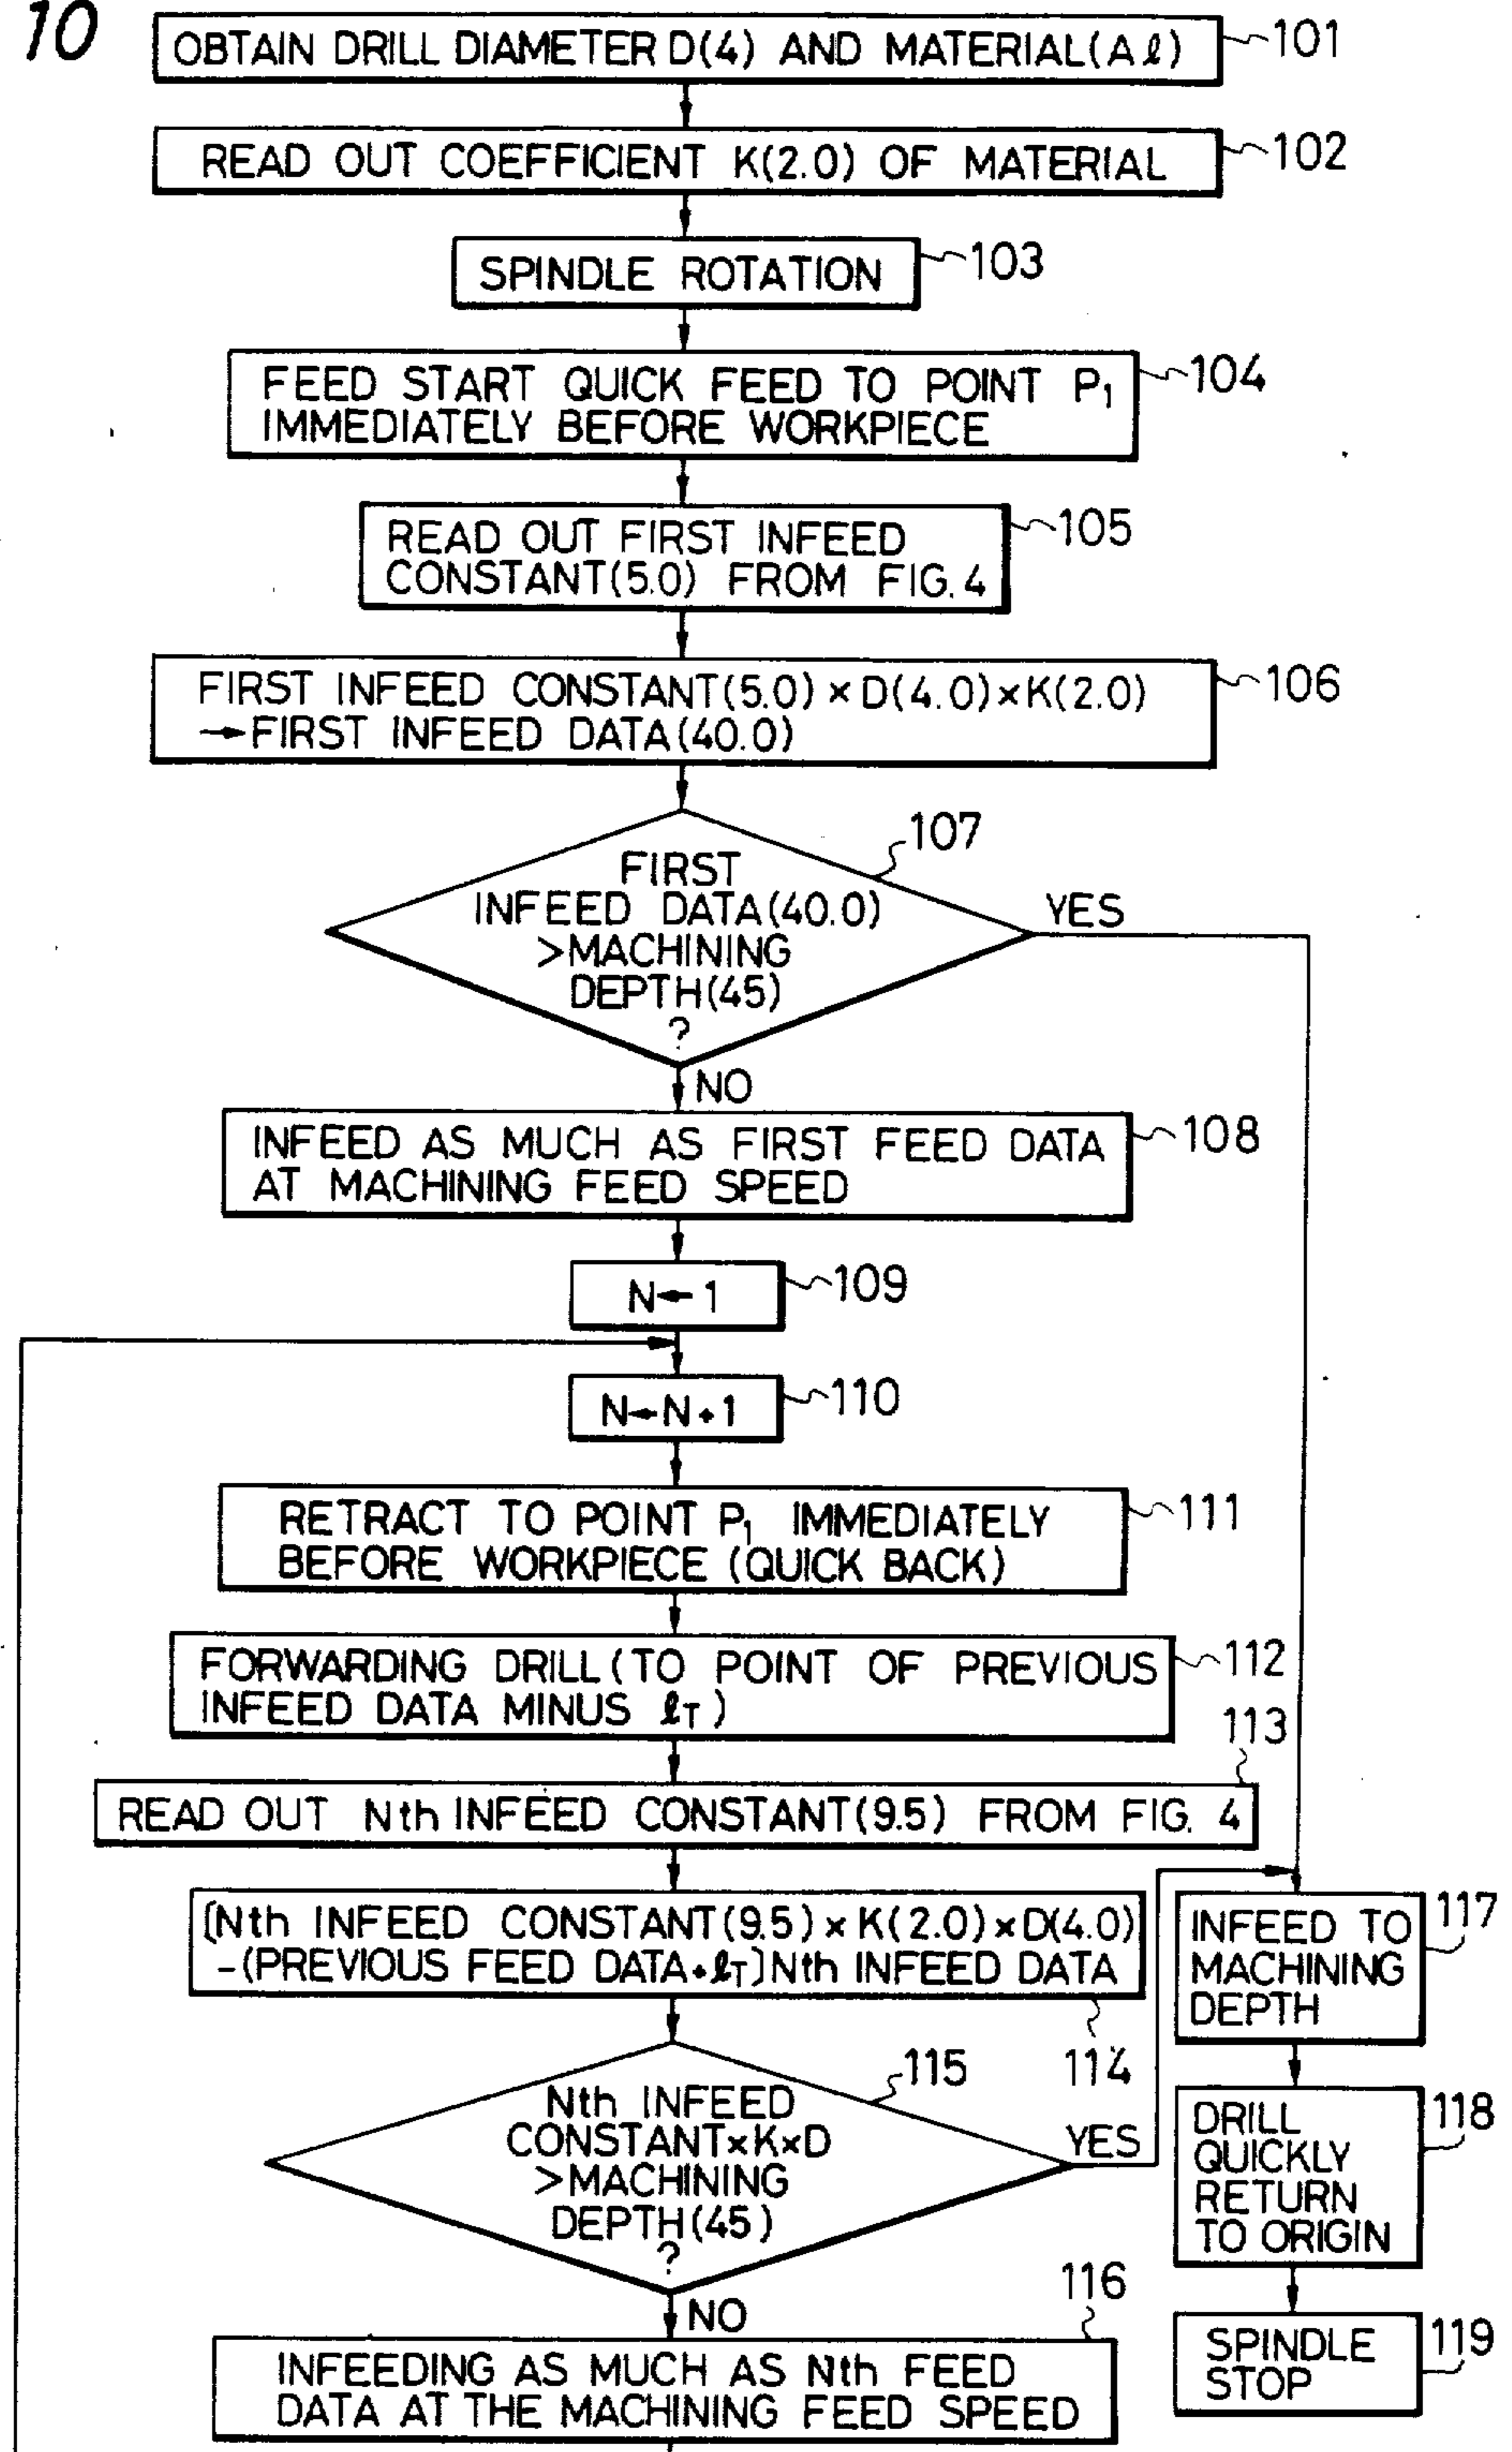 10
OBTAIN DRILL DIAMETER D(4) AND MATERIAL(Aℓ)
101
READ OUT COEFFICIENT K(2.0) OF MATERIAL
102
SPINDLE ROTATION
103
FEED START QUICK FEED TO POINT P₁
IMMEDIATELY BEFORE WORKPIECE
104
READ OUT FIRST INFEED
CONSTANT(5.0) FROM FIG. 4
105
FIRST INFEED CONSTANT(5.0)×D(4.0)×K(2.0)
→FIRST INFEED DATA(40.0)
106
107
FIRST
INFEED DATA(40.0)
>MACHINING
DEPTH(45)
?
YES
NO
INFEED AS MUCH AS FIRST FEED DATA
AT MACHINING FEED SPEED
108
N←1
109
N←N+1
110
RETRACT TO POINT P₁ IMMEDIATELY
BEFORE WORKPIECE (QUICK BACK)
111
FORWARDING DRILL(TO POINT OF PREVIOUS
INFEED DATA MINUS ℓT)
112
113
READ OUT Nth INFEED CONSTANT(9.5) FROM FIG. 4
(Nth INFEED CONSTANT(9.5)×K(2.0)×D(4.0)
-(PREVIOUS FEED DATA+ℓT)]Nth INFEED DATA
114
115
Nth INFEED
CONSTANT×K×D
>MACHINING
DEPTH(45)
?
YES
NO
116
INFEEDING AS MUCH AS Nth FEED
DATA AT THE MACHINING FEED SPEED
INFEED TO
MACHINING
DEPTH
117
DRILL
QUICKLY
RETURN
TO ORIGIN
118
SPINDLE
STOP
119